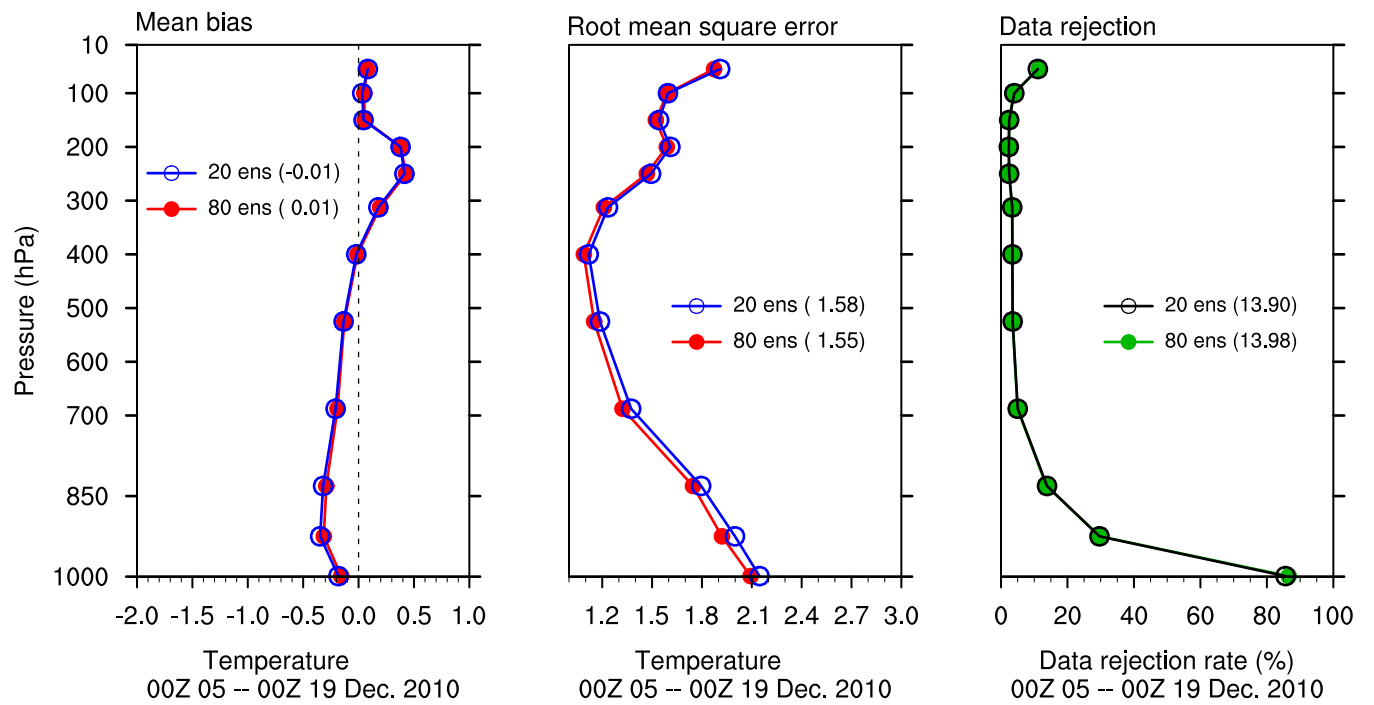 Mean bias
10
100
200
300
400
500
600
700
850
1000
Pressure (hPa)
20 ens (-0.01)
80 ens ( 0.01)
-2.0 -1.5 -1.0 -0.5 0.0 0.5 1.0
Temperature
00Z 05 -- 00Z 19 Dec. 2010
Root mean square error
20 ens ( 1.58)
80 ens ( 1.55)
1.2 1.5 1.8 2.1 2.4 2.7 3.0
Temperature
00Z 05 -- 00Z 19 Dec. 2010
Data rejection
20 ens (13.90)
80 ens (13.98)
0 20 40 60 80 100
Data rejection rate (%)
00Z 05 -- 00Z 19 Dec. 2010